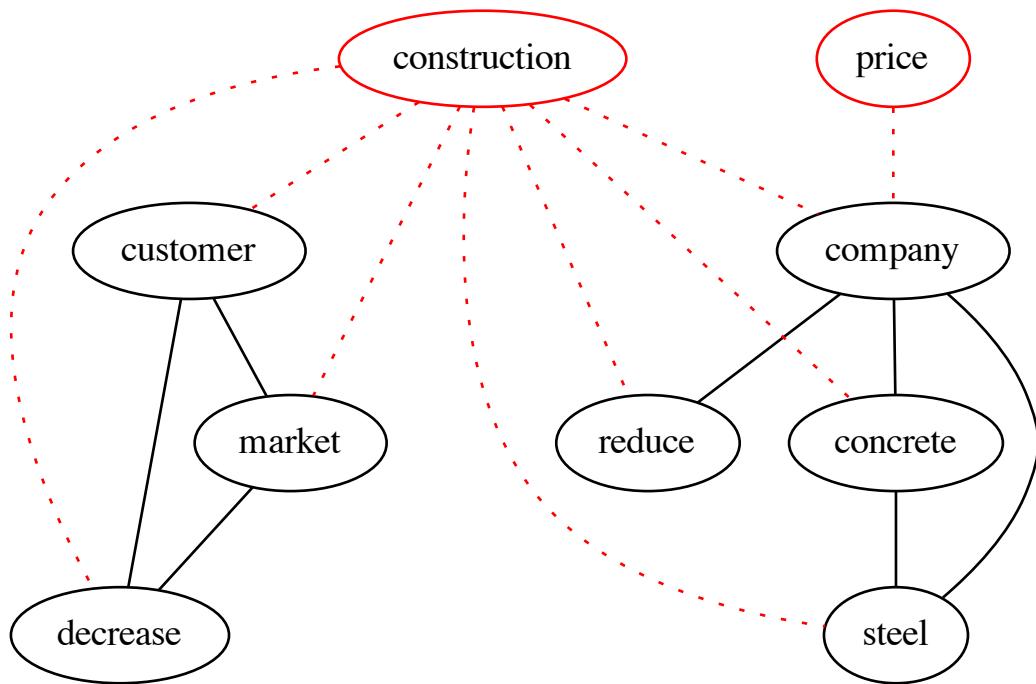 construction
price
customer
company
market
reduce
concrete
decrease
steel